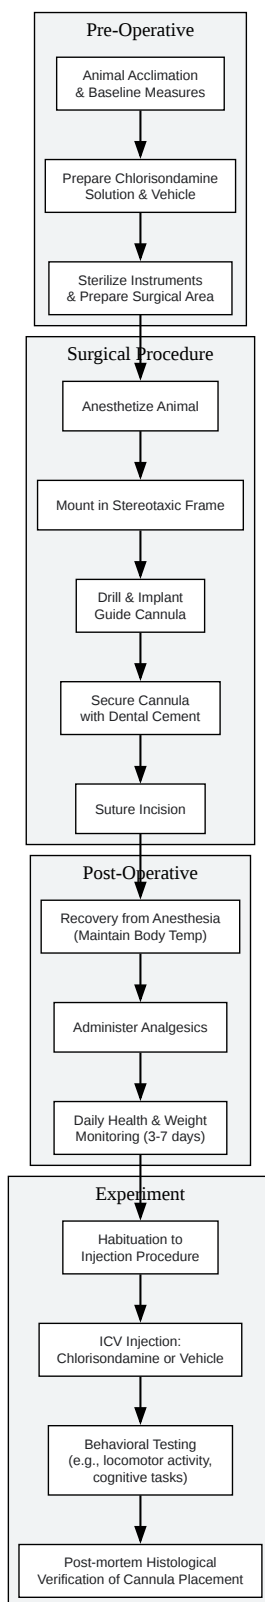 Pre-Operative
Animal Acclimation
& Baseline Measures
Prepare Chlorisondamine
Solution & Vehicle
Sterilize Instruments
& Prepare Surgical Area
Surgical Procedure
Anesthetize Animal
Mount in Stereotaxic Frame
Drill & Implant
Guide Cannula
Secure Cannula
with Dental Cement
Suture Incision
Post-Operative
Recovery from Anesthesia
(Maintain Body Temp)
Administer Analgesics
Daily Health & Weight
Monitoring (3-7 days)
Experiment
Habituation to
Injection Procedure
ICV Injection:
Chlorisondamine or Vehicle
Behavioral Testing
(e.g., locomotor activity,
cognitive tasks)
Post-mortem Histological
Verification of Cannula Placement